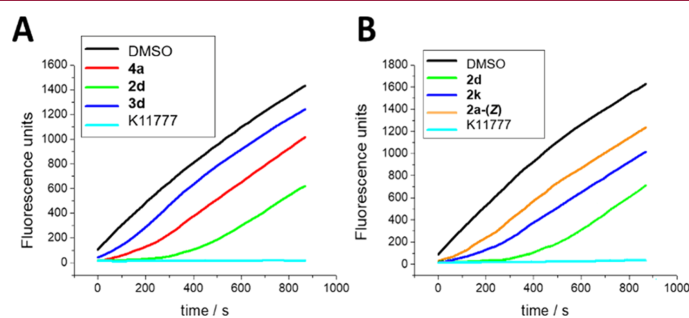 A
DMSO
4a
2d
3d
K11777
1600
1400
1200
1000
800
600
400
200
0
Fluorescence units
0 200 400 600 800 1000
time / s
B
DMSO
2d
2k
2a-(Z)
K11777
1800
1600
1400
1200
1000
800
600
400
200
0
Fluorescence units
0 200 400 600 800 1000
time / s